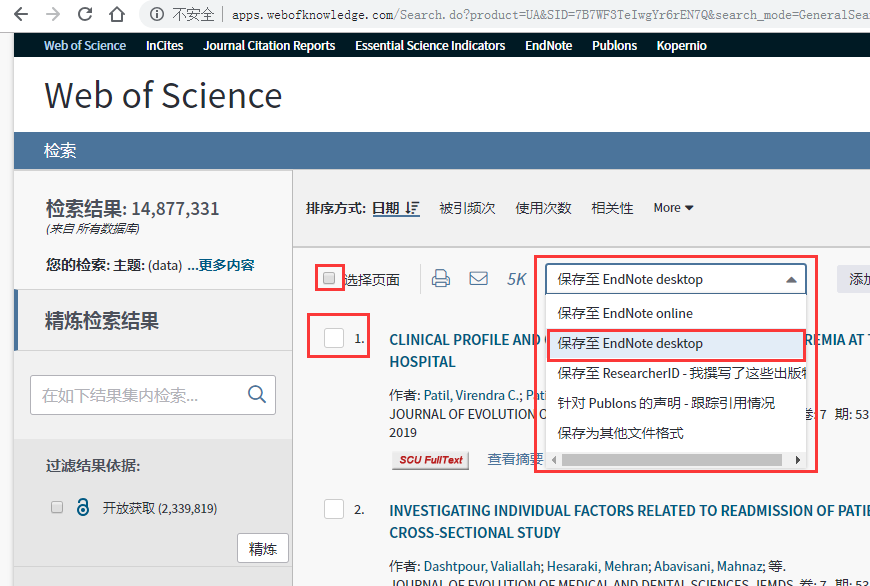 不安全 apps.webofknowledge.com/Search.do?product=UA&SID=7B7WF3TeIwgYr6rEN7Q&search_mode=GeneralSea
Web of Science InCites Journal Citation Reports Essential Science Indicators EndNote Publons Kopernio
Web of Science
检索
检索结果: 14,877,331
(来自 所有数据库)
您的检索: 主题: (data) ...更多内容
精炼检索结果
在如下结果集内检索...
过滤结果依据:
开放获取 (2,339,819)
精炼
排序方式: 日期 被引频次 使用次数 相关性 More
选择页面 5K 保存至 EndNote desktop 添加
保存至 EndNote online
保存至 EndNote desktop
保存至 ResearcherID - 我撰写了这些出版物
针对 Publons 的声明 - 跟踪引用情况
保存为其他文件格式
1. CLINICAL PROFILE AND REMIA AT
HOSPITAL
作者: Patil, Virendra C.; Pat
JOURNAL OF EVOLUTION O 卷: 7 期: 53
2019
SCU FullText 查看摘要
2. INVESTIGATING INDIVIDUAL FACTORS RELATED TO READMISSION OF PATIE
CROSS-SECTIONAL STUDY
作者: Dashtpour, Valiallah; Hesaraki, Mehran; Abavisani, Mahnaz; 等.
JOURNAL OF EVOLUTION OF MEDICAL AND DENTAL SCIENCES-JEMDS 卷: 7 期: 53